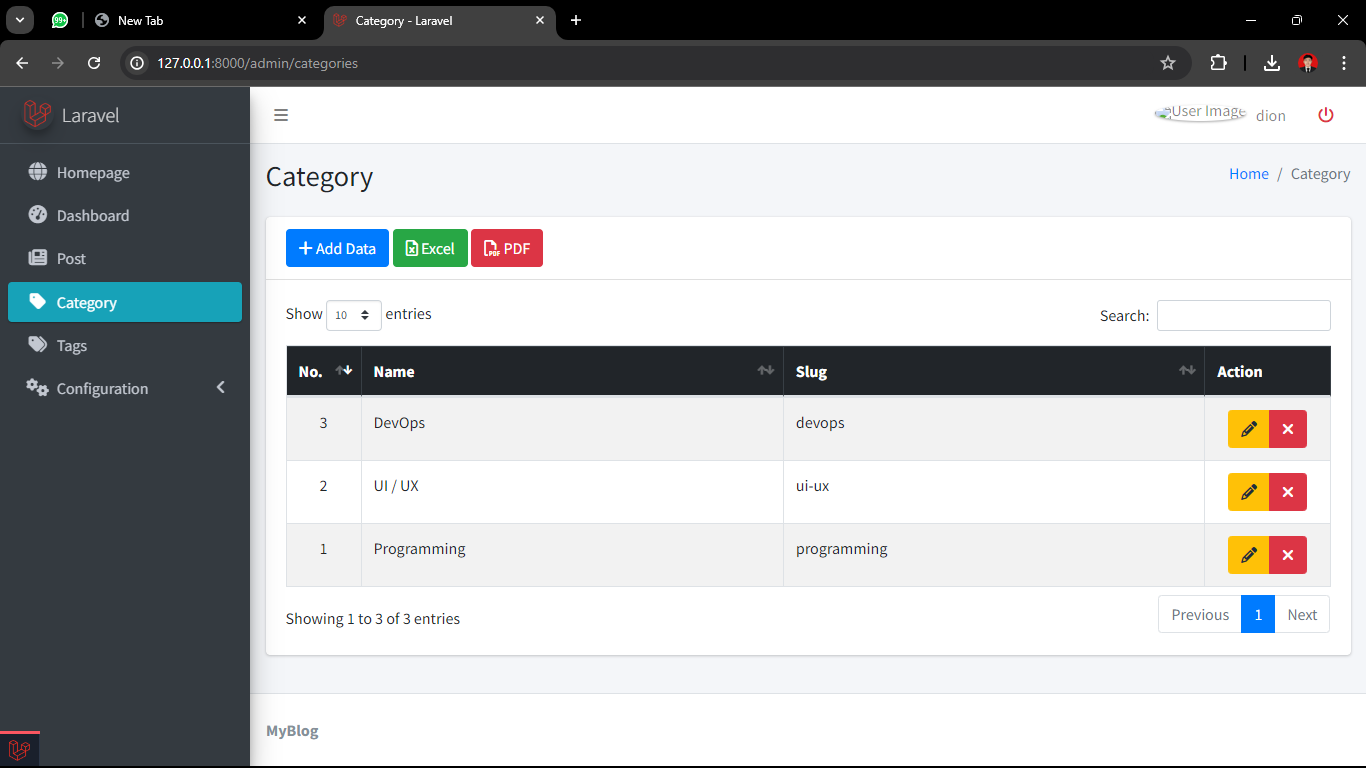 99+
New Tab
Category - Laravel
127.0.0.1:8000/admin/categories
Laravel
User Image
dion
Homepage
Dashboard
Post
Category
Tags
Configuration
Category
Home / Category
Add Data
Excel
PDF
Show 10 entries
Search:
No. Name Slug Action
3 DevOps devops
2 UI / UX ui-ux
1 Programming programming
Showing 1 to 3 of 3 entries
Previous 1 Next
MyBlog